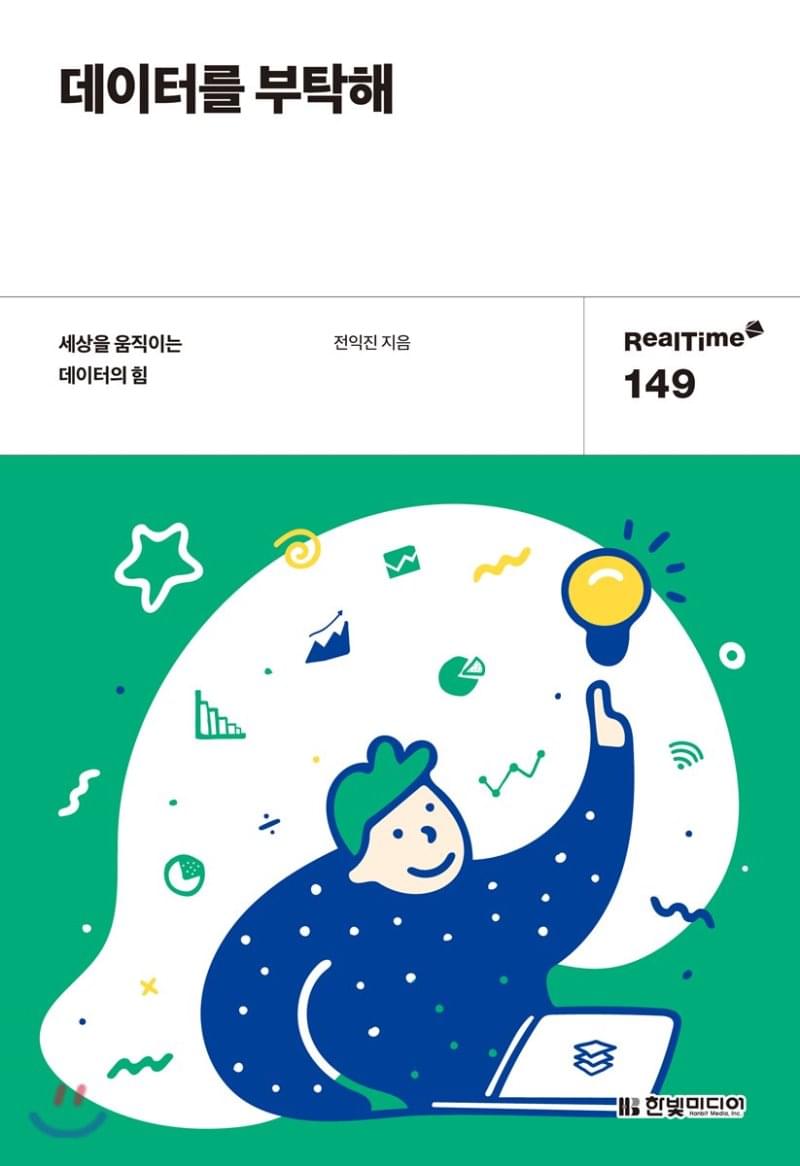 데이터를 부탁해
세상을 움직이는
데이터의 힘
전익진 지음
RealTime
149
한빛미디어
Hanbit Media, Inc.